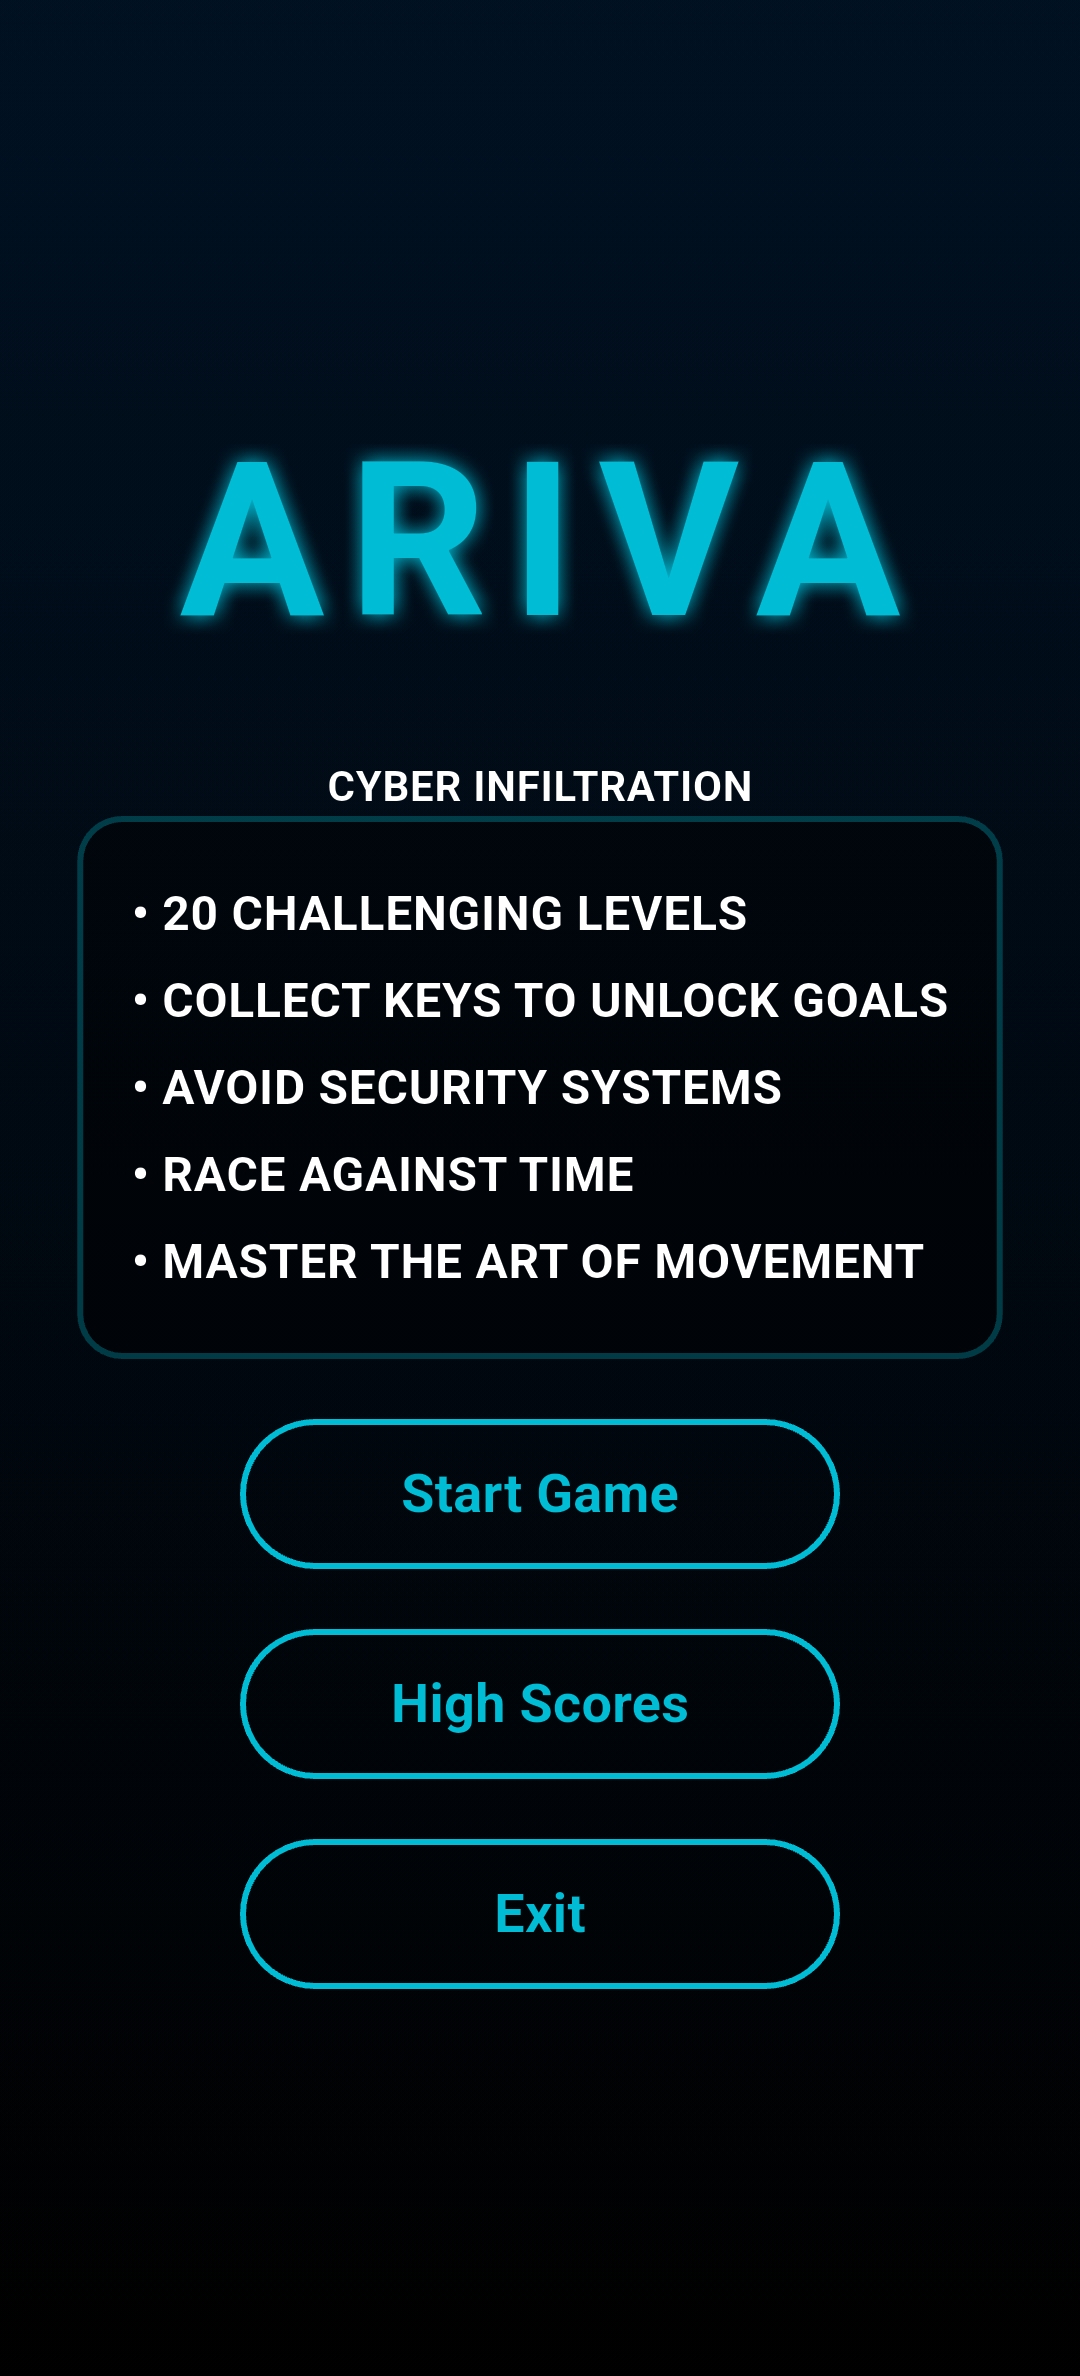 ARIVA
CYBER INFILTRATION
• 20 CHALLENGING LEVELS
• COLLECT KEYS TO UNLOCK GOALS
• AVOID SECURITY SYSTEMS
• RACE AGAINST TIME
• MASTER THE ART OF MOVEMENT
Start Game
High Scores
Exit